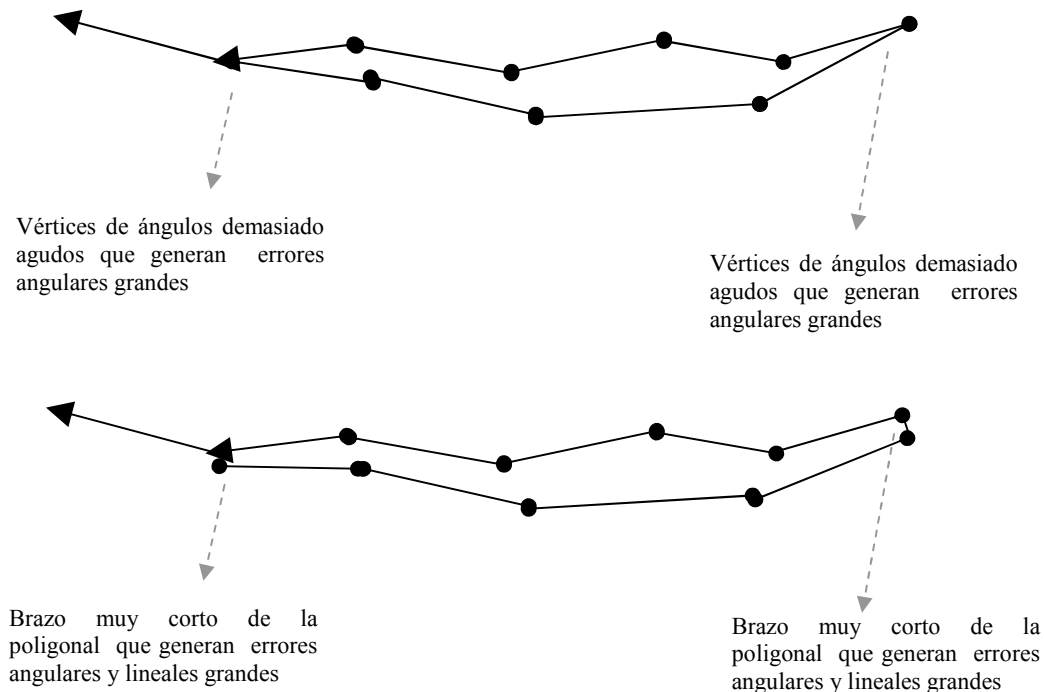 Vértices de ángulos demasiado
agudos que generan errores
angulares grandes
Vértices de ángulos demasiado
agudos que generan errores
angulares grandes
Brazo muy corto de la
poligonal que generan errores
angulares y lineales grandes
Brazo muy corto de la
poligonal que generan errores
angulares y lineales grandes